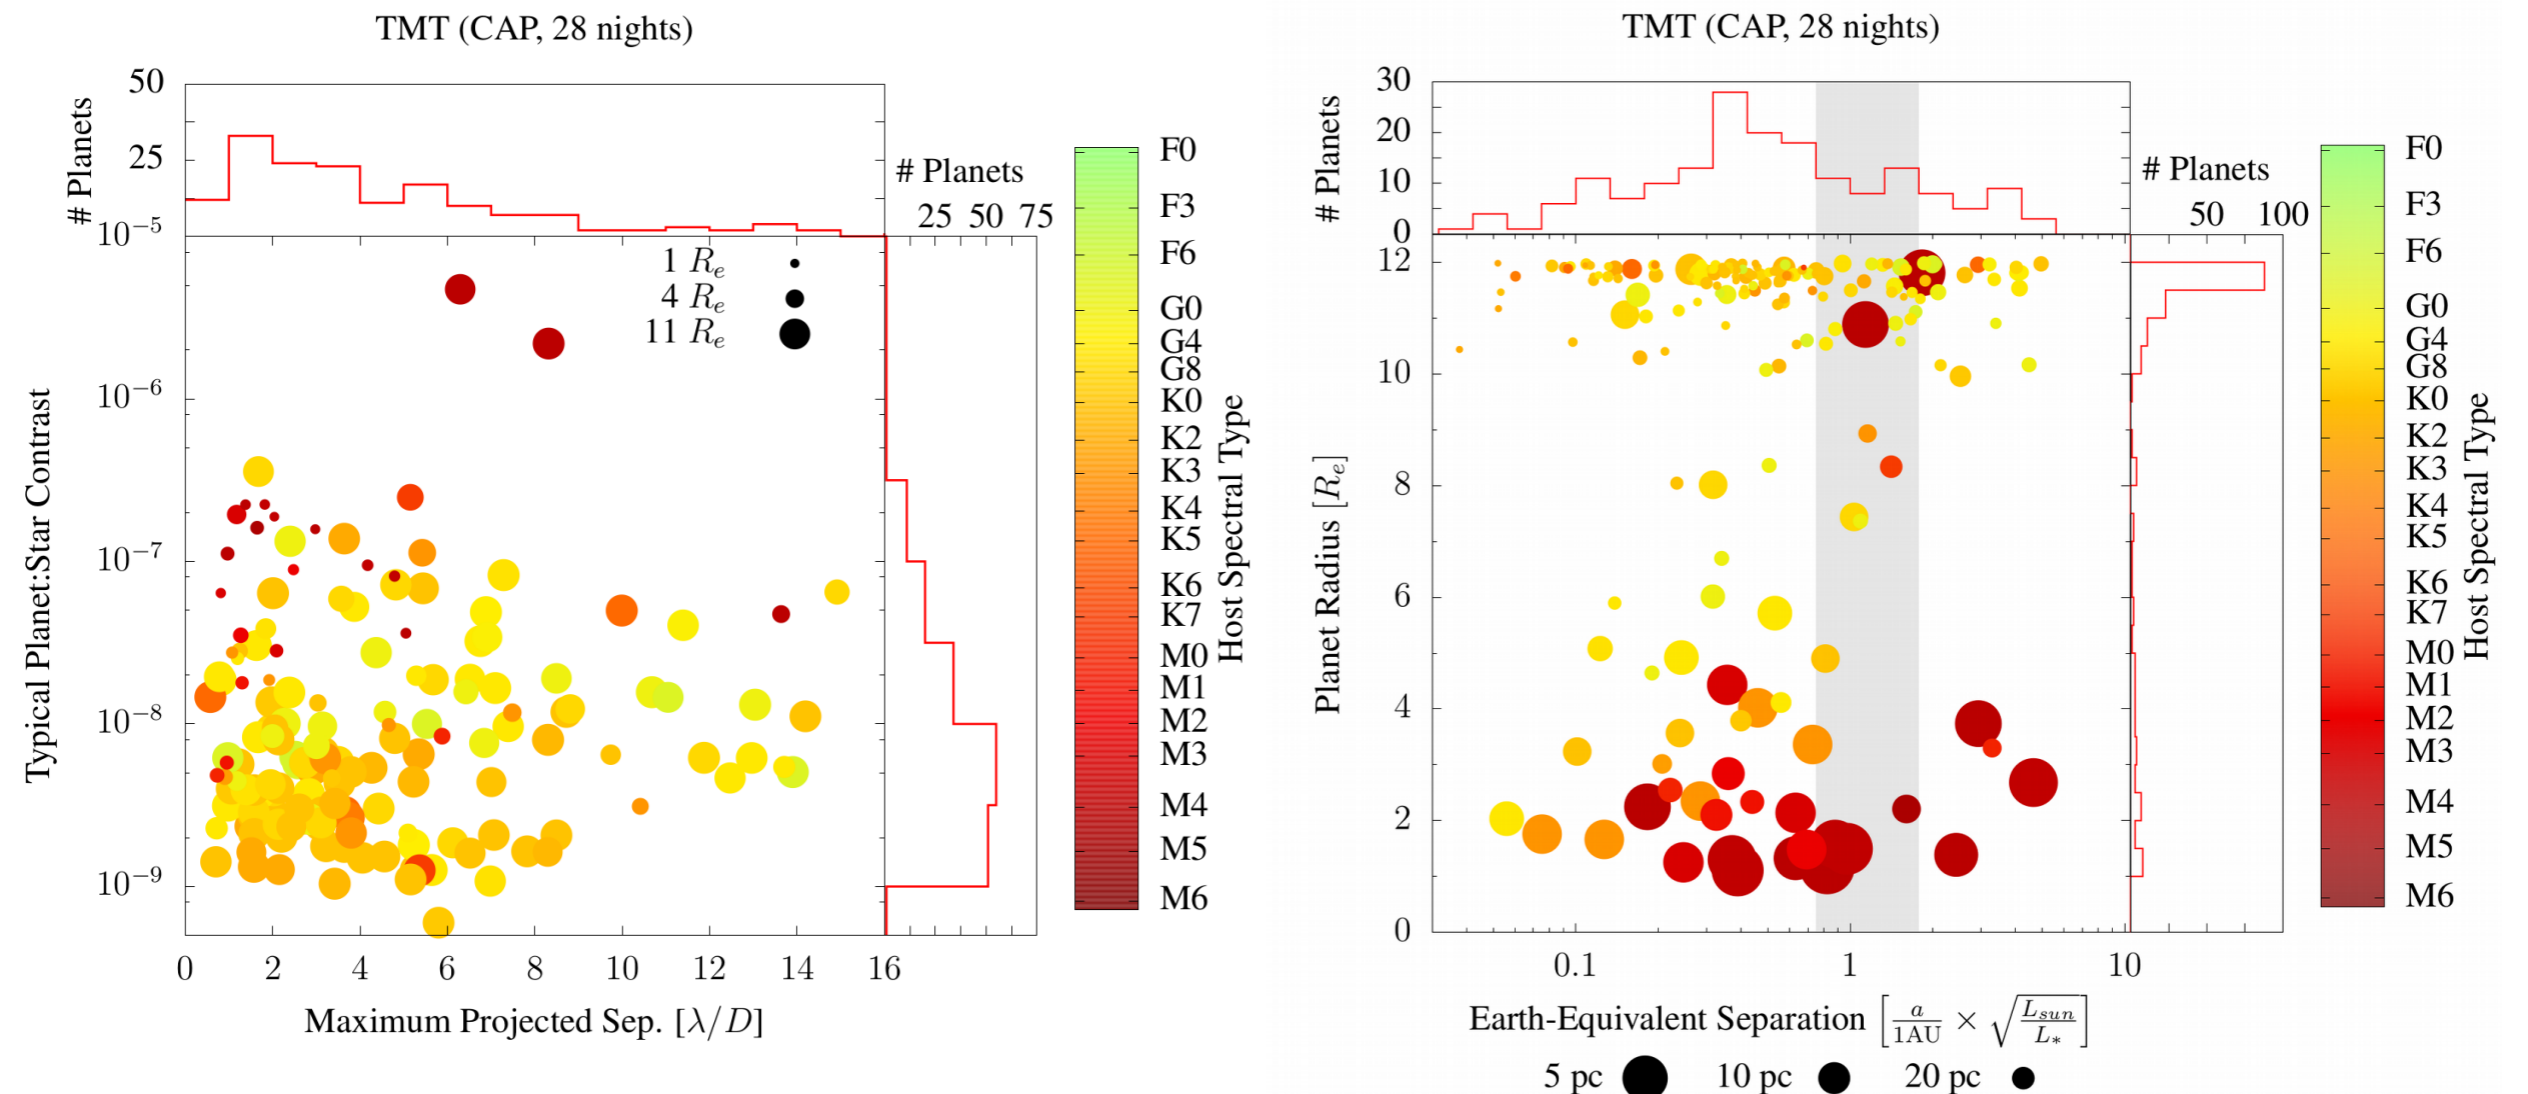 TMT (CAP, 28 nights)
# Planets
50
25
10⁻⁵
10⁻⁶
10⁻⁷
10⁻⁸
10⁻⁹
Typical Planet:Star Contrast
1 Rₑ
4 Rₑ
11 Rₑ
# Planets
25 50 75
0 2 4 6 8 10 12 14 16
Maximum Projected Sep. [λ/D]
F0
F3
F6
G0
G4
G8
K0
K2
K3
K4
K5
K6
K7
M0
M1
M2
M3
M4
M5
M6
Host Spectral Type
TMT (CAP, 28 nights)
# Planets
30
20
10
0
12
10
8
6
4
2
0
Planet Radius [Rₑ]
# Planets
50 100
0.1 1 10
Earth-Equivalent Separation [a/1AU × √(L_sun/L_*)]
5 pc 10 pc 20 pc
F0
F3
F6
G0
G4
G8
K0
K2
K3
K4
K5
K6
K7
M0
M1
M2
M3
M4
M5
M6
Host Spectral Type